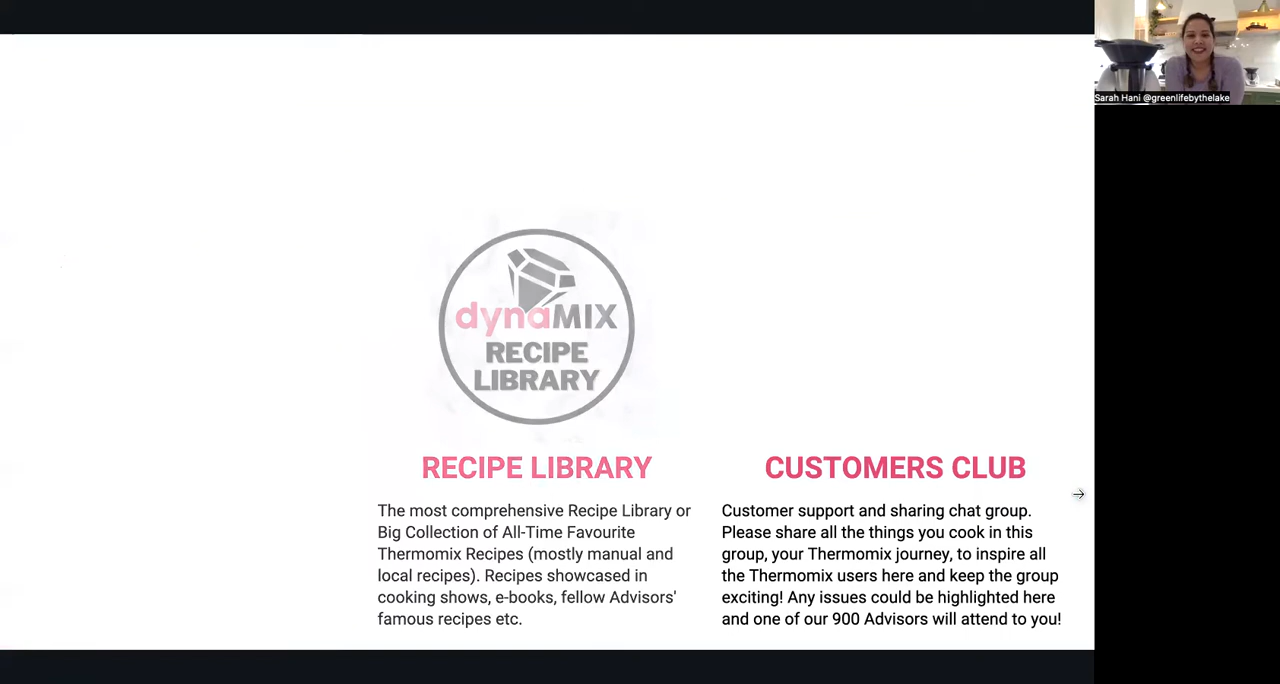 Sarah Hani @greenlifebythelake
dynaMIX
RECIPE
LIBRARY
RECIPE LIBRARY
The most comprehensive Recipe Library or
Big Collection of All-Time Favourite
Thermomix Recipes (mostly manual and
local recipes). Recipes showcased in
cooking shows, e-books, fellow Advisors'
famous recipes etc.
CUSTOMERS CLUB
Customer support and sharing chat group.
Please share all the things you cook in this
group, your Thermomix journey, to inspire all
the Thermomix users here and keep the group
exciting! Any issues could be highlighted here
and one of our 900 Advisors will attend to you!